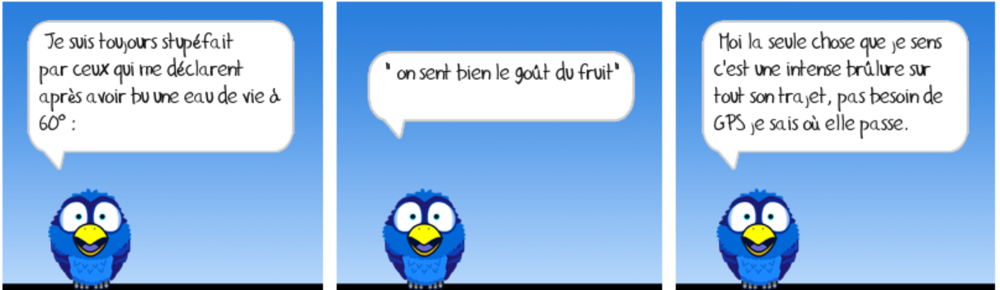 Je suis toujours stupéfait
par ceux qui me déclarent
après avoir bu une eau de vie à
60° :
" on sent bien le goût du fruit"
Moi la seule chose que je sens
c'est une intense brûlure sur
tout son trajet, pas besoin de
GPS je sais où elle passe.